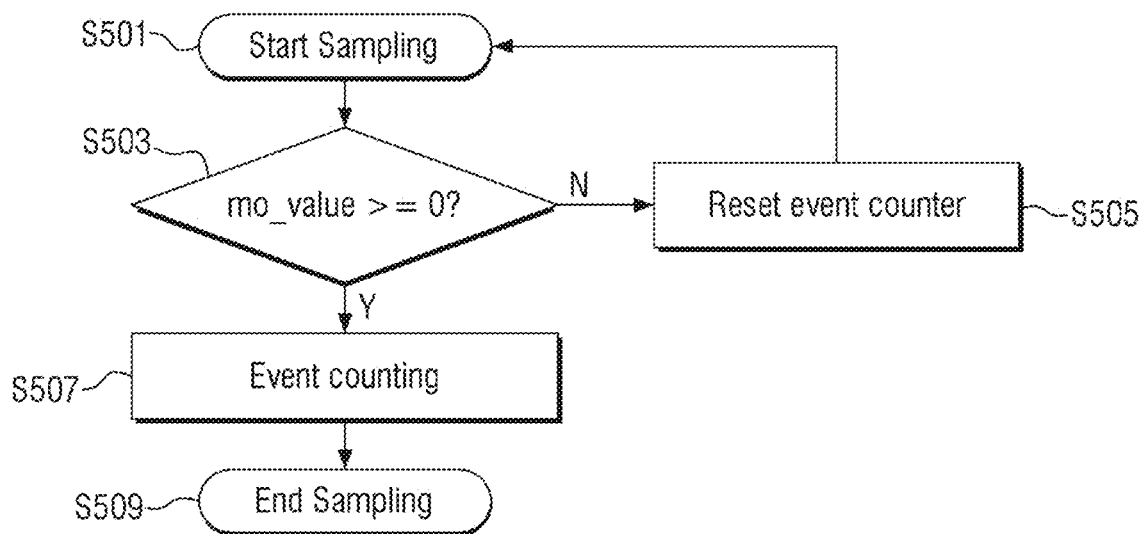 S501
Start Sampling
S503
mo_value >= 0?
N
Reset event counter
S505
Y
Event counting
S507
End Sampling
S509